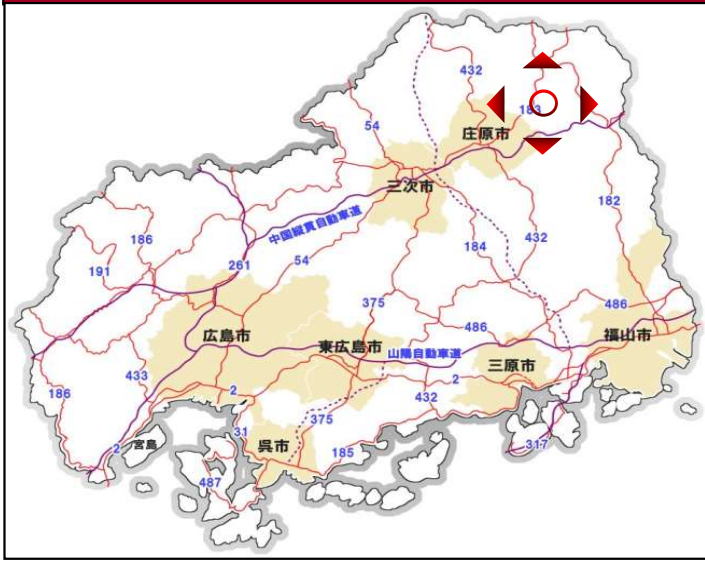 432
183
54
庄原市
三次市
182
中国縦貫自動車道
186
191
261
54
184
432
375
486
広島市
東広島市
山陽自動車道
486
福山市
三原市
433
186
2
2
432
31
375
呉市
185
2
宮島
487
317